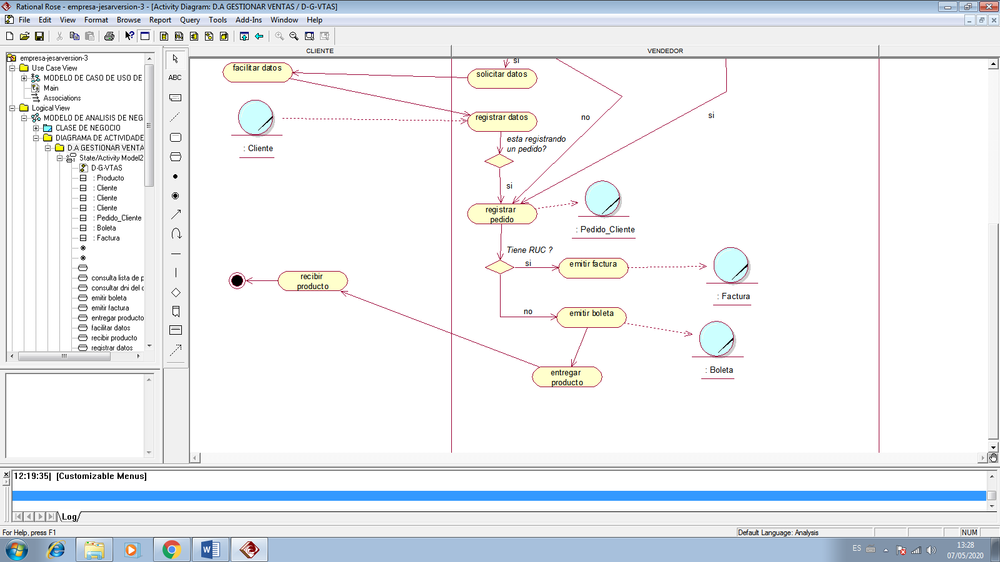 Rational Rose - empresa-jesarversion-3 - [Activity Diagram: D.A GESTIONAR VENTAS / D-G-VTAS]
File Edit View Format Browse Report Query Tools Add-Ins Window Help
empresa-jesarversion-3
Use Case View
MODELO DE CASO DE USO DE
Main
Associations
Logical View
MODELO DE ANALISIS DE NEG
CLASE DE NEGOCIO
DIAGRAMA DE ACTIVIDADE
D.A GESTIONAR VENTA
State/Activity Model2
D-G-VTAS
: Producto
: Cliente
: Cliente
: Cliente
: Pedido_Cliente
: Boleta
: Factura
consulta lista de p
consultar dni del c
emitir boleta
emitir factura
entregar producto
facilitar datos
recibir producto
registrar datos
ABC
CLIENTE
VENDEDOR
si
facilitar datos
solicitar datos
registrar datos
no
si
esta registrando
un pedido?
: Cliente
si
registrar
pedido
: Pedido_Cliente
Tiene RUC ?
si
emitir factura
recibir
producto
: Factura
no
emitir boleta
: Boleta
entregar
producto
12:19:35| [Customizable Menus]
Log
For Help, press F1
Default Language: Analysis
NUM
ES
13:28
07/05/2020